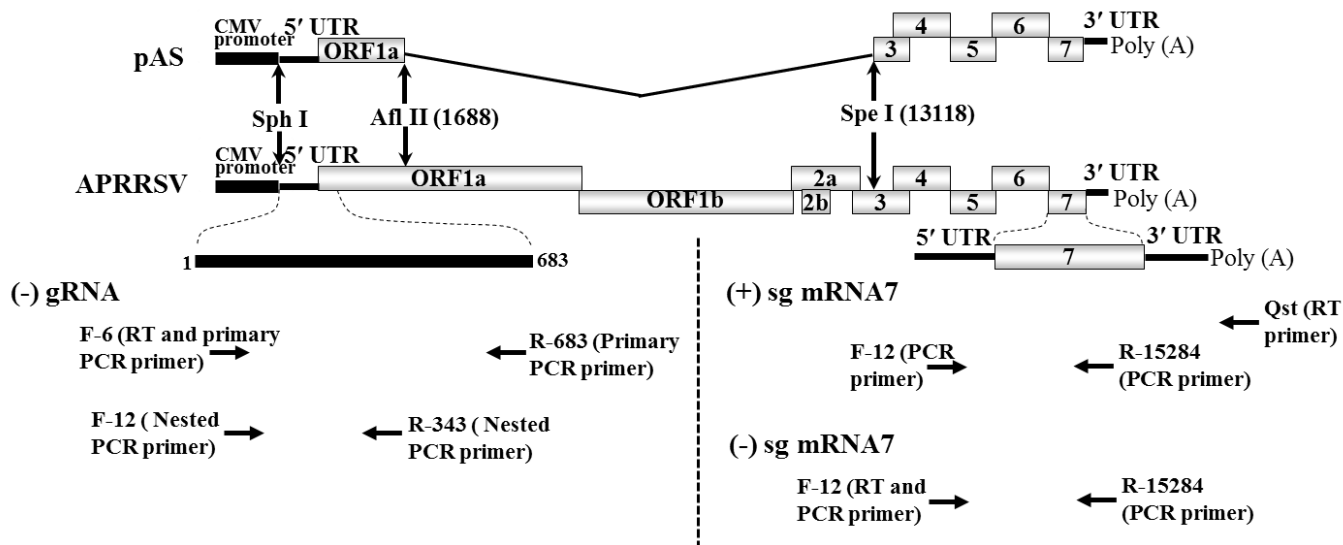 CMV
promoter
5′ UTR
ORF1a
3
4
5
6
7
3′ UTR
Poly (A)
pAS
Sph I
Afl II (1688)
Spe I (13118)
CMV
promoter
5′ UTR
ORF1a
ORF1b
2a
2b
3
4
5
6
7
3′ UTR
Poly (A)
APRRSV
1
683
5′ UTR
7
3′ UTR
Poly (A)
(-) gRNA
F-6 (RT and primary
PCR primer)
R-683 (Primary
PCR primer)
F-12 ( Nested
PCR primer)
R-343 ( Nested
PCR primer)
(+) sg mRNA7
Qst (RT
primer)
F-12 (PCR
primer)
R-15284
(PCR primer)
(-) sg mRNA7
F-12 (RT and
PCR primer)
R-15284
(PCR primer)